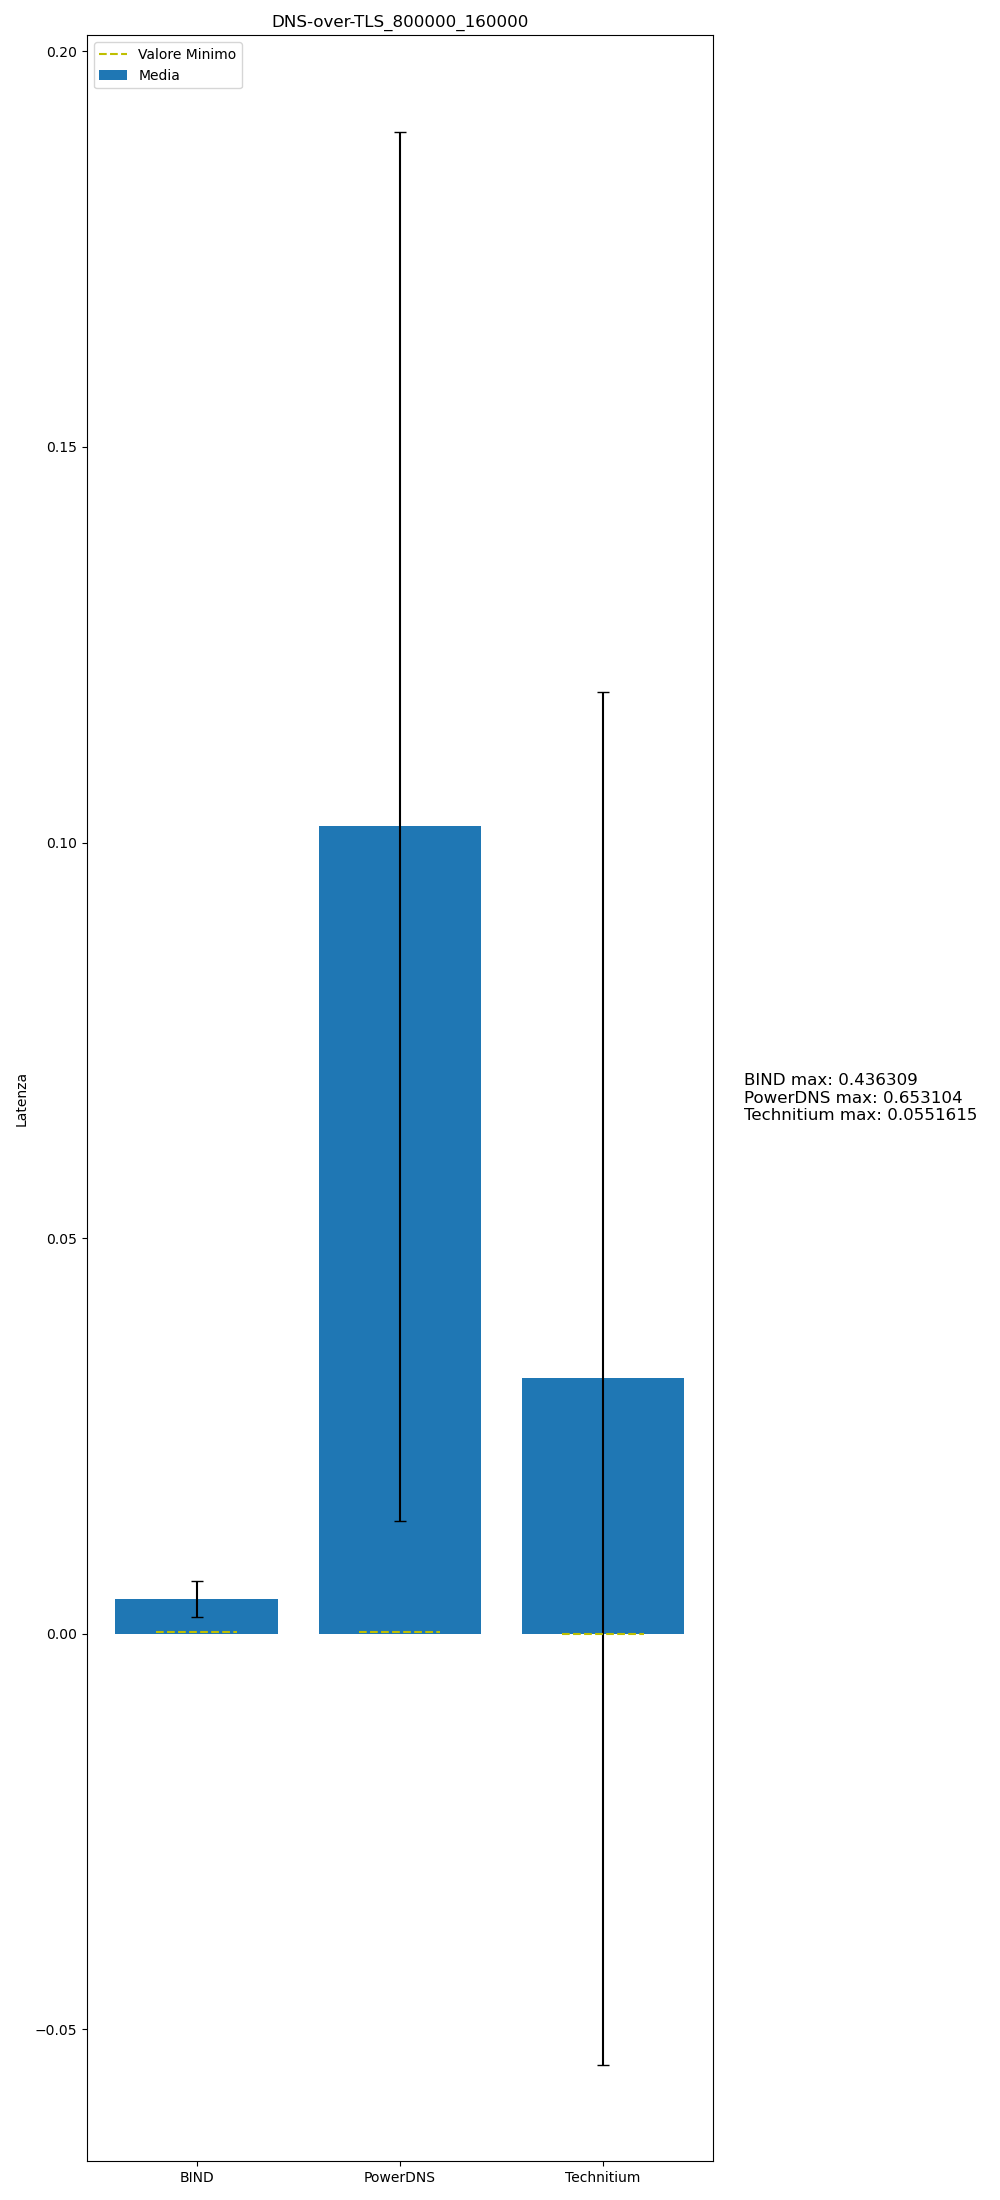 DNS-over-TLS_800000_160000
Valore Minimo
Media
0.20
0.15
0.10
0.05
0.00
−0.05
Latenza
BIND
PowerDNS
Technitium
BIND max: 0.436309
PowerDNS max: 0.653104
Technitium max: 0.0551615